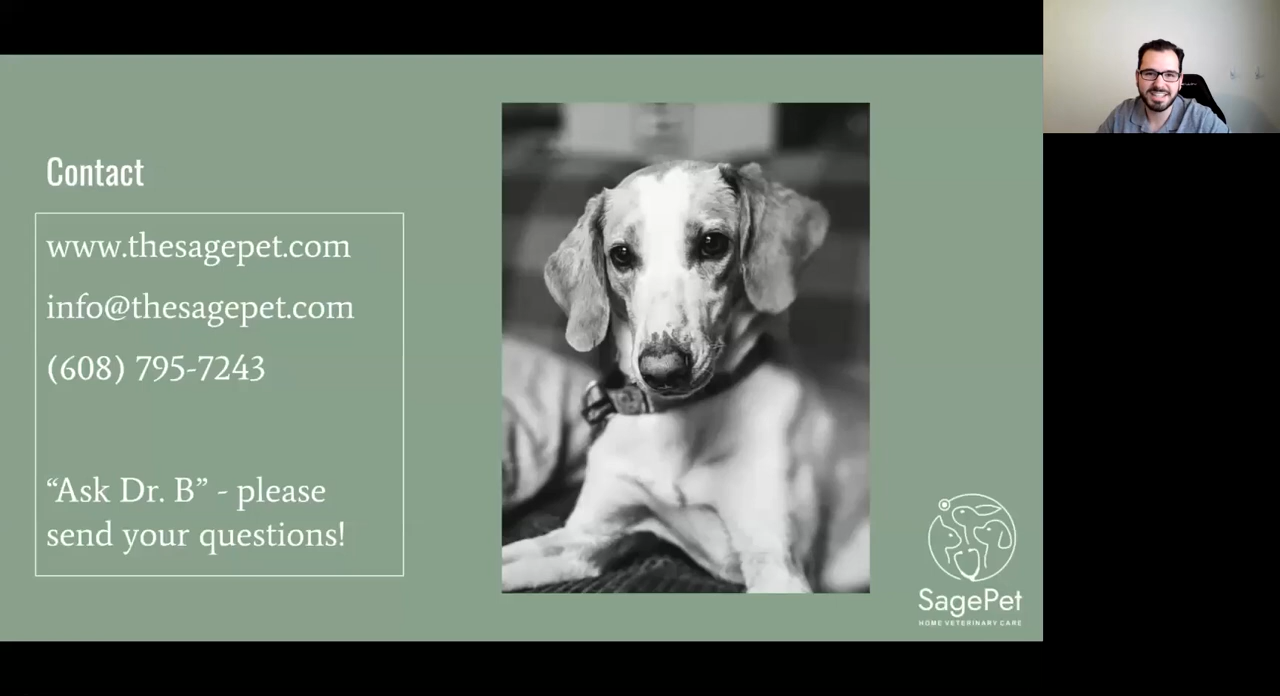 Contact
www.thesagepet.com
info@thesagepet.com
(608) 795-7243
“Ask Dr. B” - please
send your questions!
SagePet
HOME VETERINARY CARE